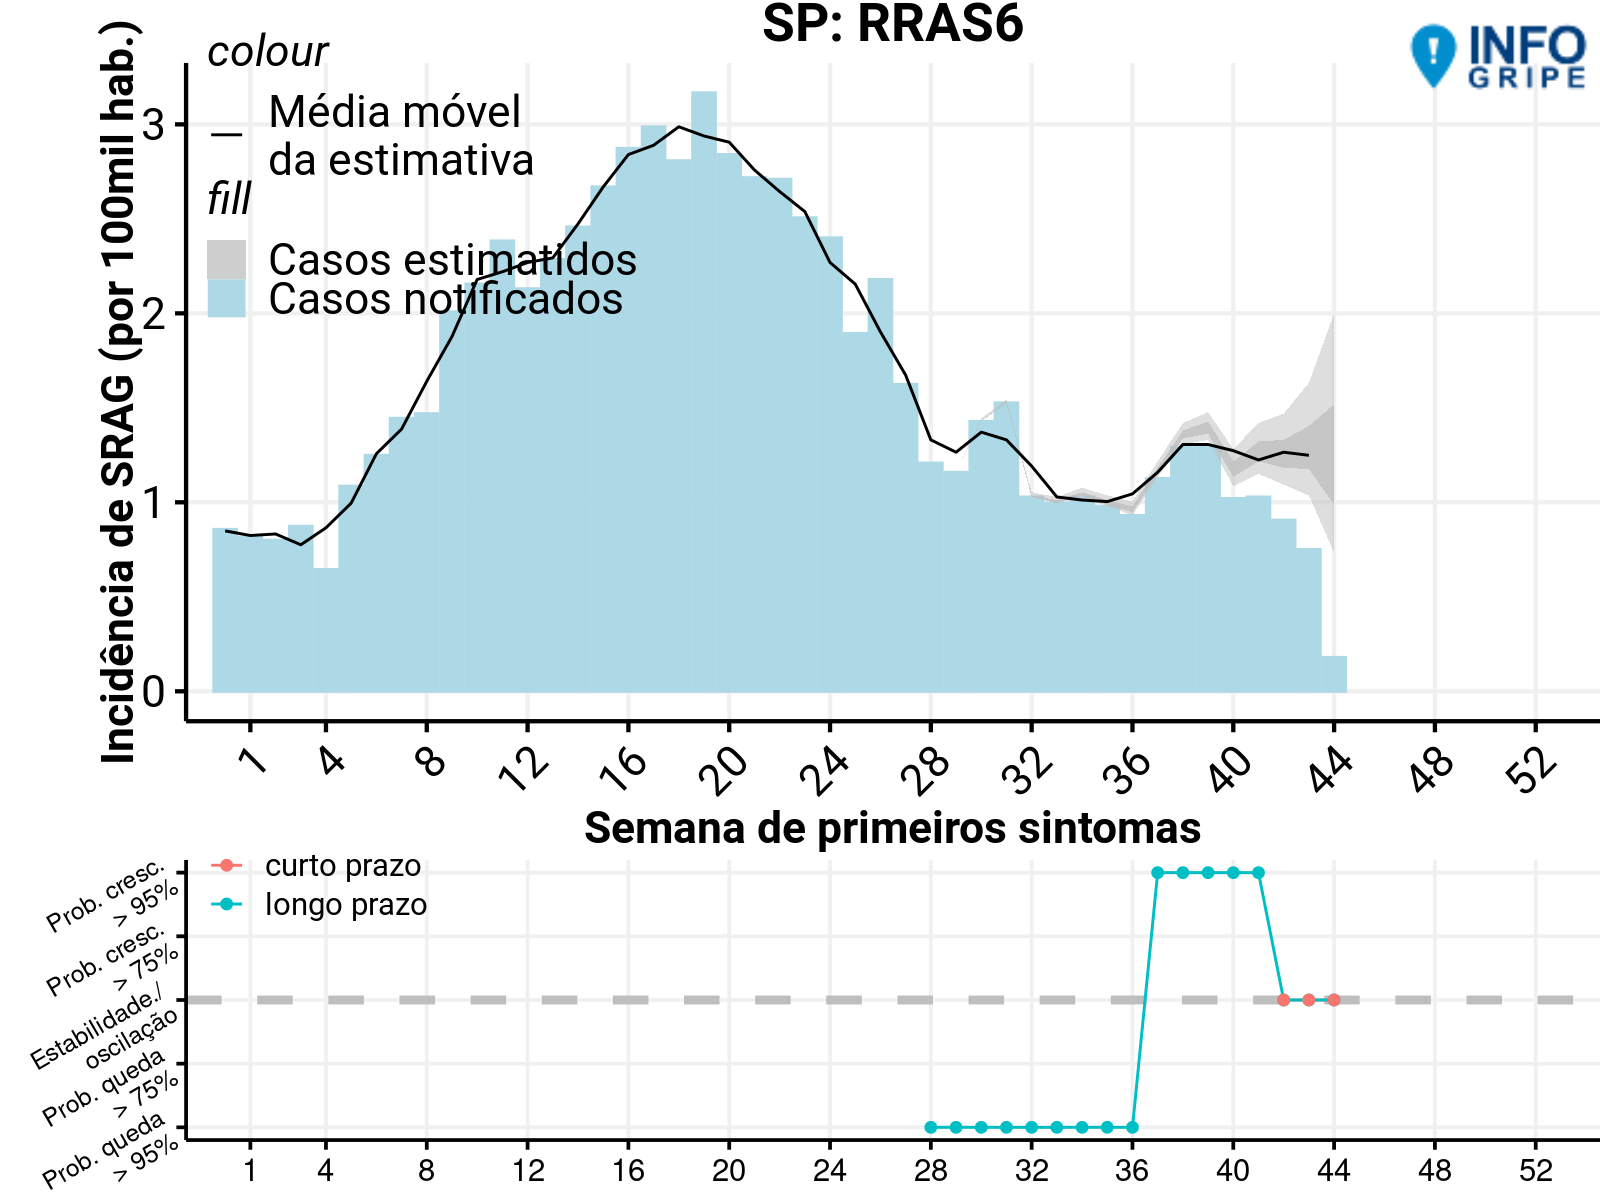 SP: RRAS6
INFO
GRIPE
colour
Média móvel
da estimativa
fill
Casos estimatidos
Casos notificados
Incidência de SRAG (por 100mil hab.)
3
2
1
0
1 4 8 12 16 20 24 28 32 36 40 44 48 52
Semana de primeiros sintomas
curto prazo
longo prazo
Prob. cresc.
> 95%
Prob. cresc.
> 75%
Estabilidade./
oscilação
Prob. queda
> 75%
Prob. queda
> 95%
1 4 8 12 16 20 24 28 32 36 40 44 48 52